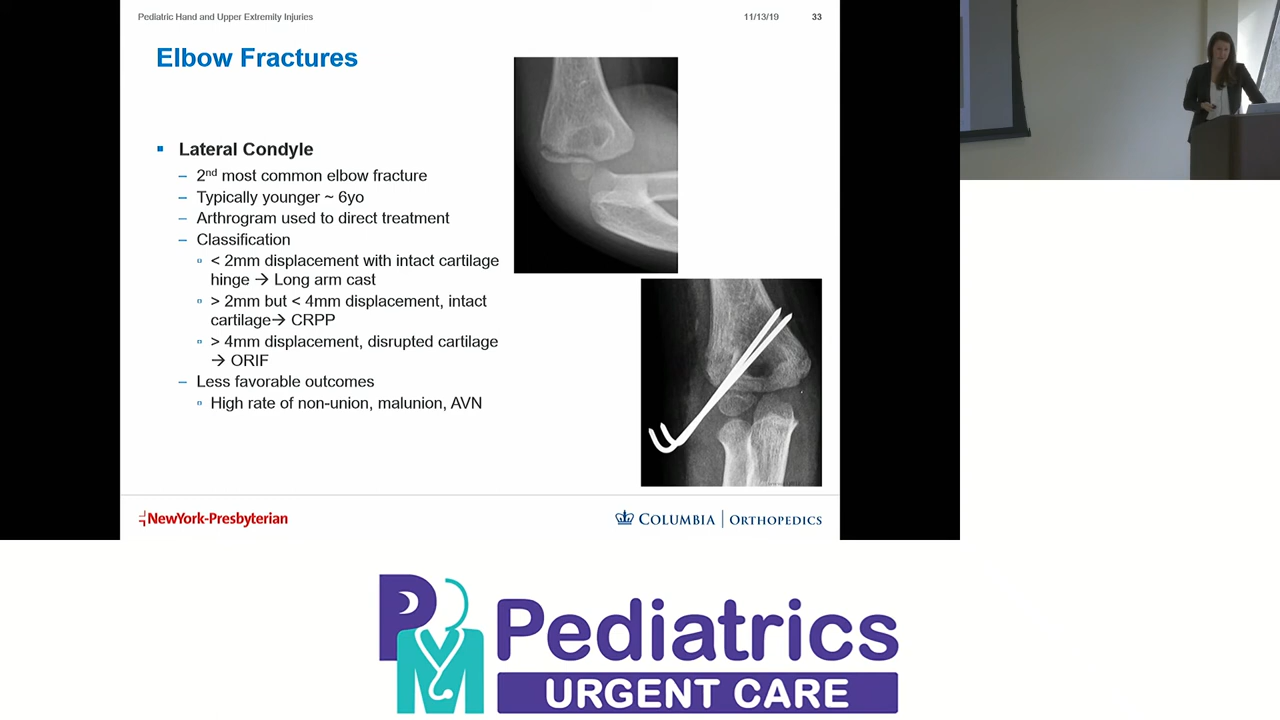 Pediatric Hand and Upper Extremity Injuries 11/13/19 33
Elbow Fractures
▪ Lateral Condyle
– 2nd most common elbow fracture
– Typically younger ~ 6yo
– Arthrogram used to direct treatment
– Classification
▫ < 2mm displacement with intact cartilage
hinge → Long arm cast
▫ > 2mm but < 4mm displacement, intact
cartilage→ CRPP
▫ > 4mm displacement, disrupted cartilage
→ ORIF
– Less favorable outcomes
▫ High rate of non-union, malunion, AVN
NewYork-Presbyterian
COLUMBIA | ORTHOPEDICS
PM Pediatrics
URGENT CARE